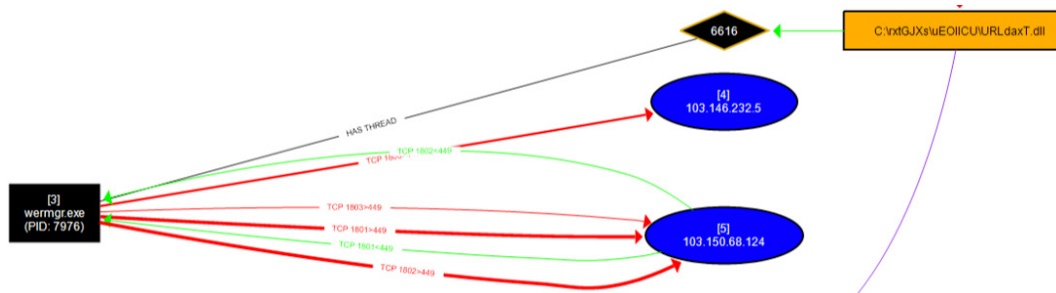 6616
C:\rxtGJXs\uEOIICU\URLdaxT.dll
[4]
103.146.232.5
HAS THREAD
TCP
TCP 1802<449
[3]
wermgr.exe
(PID: 7976)
TCP 1803>449
TCP 1801>449
[5]
103.150.68.124
TCP 1801<449
TCP 1802>449